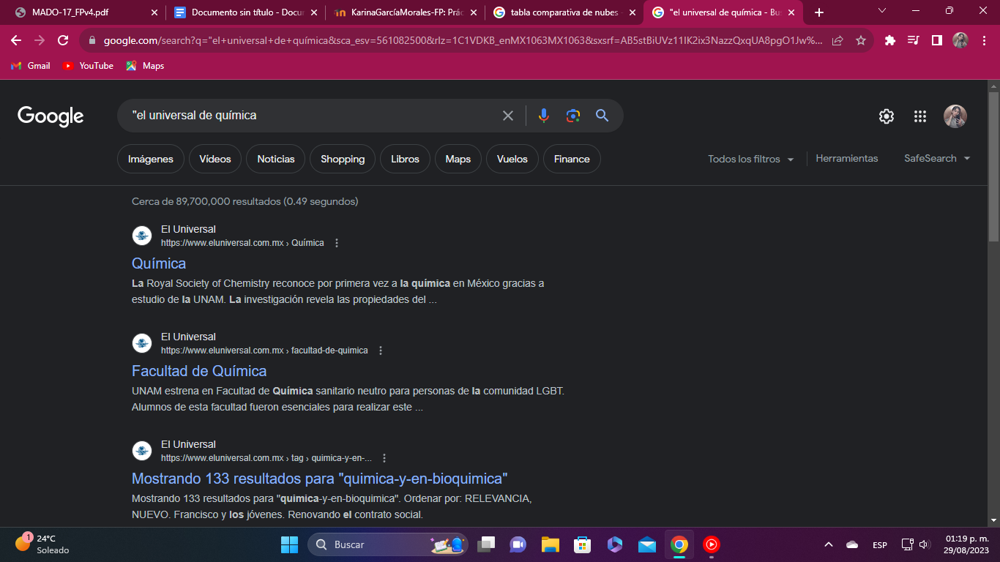 MADO-17_FPv4.pdf
Documento sin título - Docu
KarinaGarcíaMorales-FP: Prác
tabla comparativa de nubes -
"el universal de química - Bu
google.com/search?q="el+universal+de+química&sca_esv=561082500&rlz=1C1VDKB_enMX1063MX1063&sxsrf=AB5stBiUVz11IK2ix3NazzQxqUA8pgO1Jw%...
Gmail
YouTube
Maps
Google
"el universal de química
Imágenes
Vídeos
Noticias
Shopping
Libros
Maps
Vuelos
Finance
Todos los filtros
Herramientas
SafeSearch
Cerca de 89,700,000 resultados (0.49 segundos)
El Universal
https://www.eluniversal.com.mx › Química
Química
La Royal Society of Chemistry reconoce por primera vez a la química en México gracias a
estudio de la UNAM. La investigación revela las propiedades del ...
El Universal
https://www.eluniversal.com.mx › facultad-de-quimica
Facultad de Química
UNAM estrena en Facultad de Química sanitario neutro para personas de la comunidad LGBT.
Alumnos de esta facultad fueron esenciales para realizar este ...
El Universal
https://www.eluniversal.com.mx › tag › quimica-y-en-...
Mostrando 133 resultados para "quimica-y-en-bioquimica"
Mostrando 133 resultados para "quimica-y-en-bioquimica". Ordenar por: RELEVANCIA,
NUEVO. Francisco y los jóvenes. Renovando el contrato social.
1
24°C
Soleado
Buscar
ESP
01:19 p. m.
29/08/2023